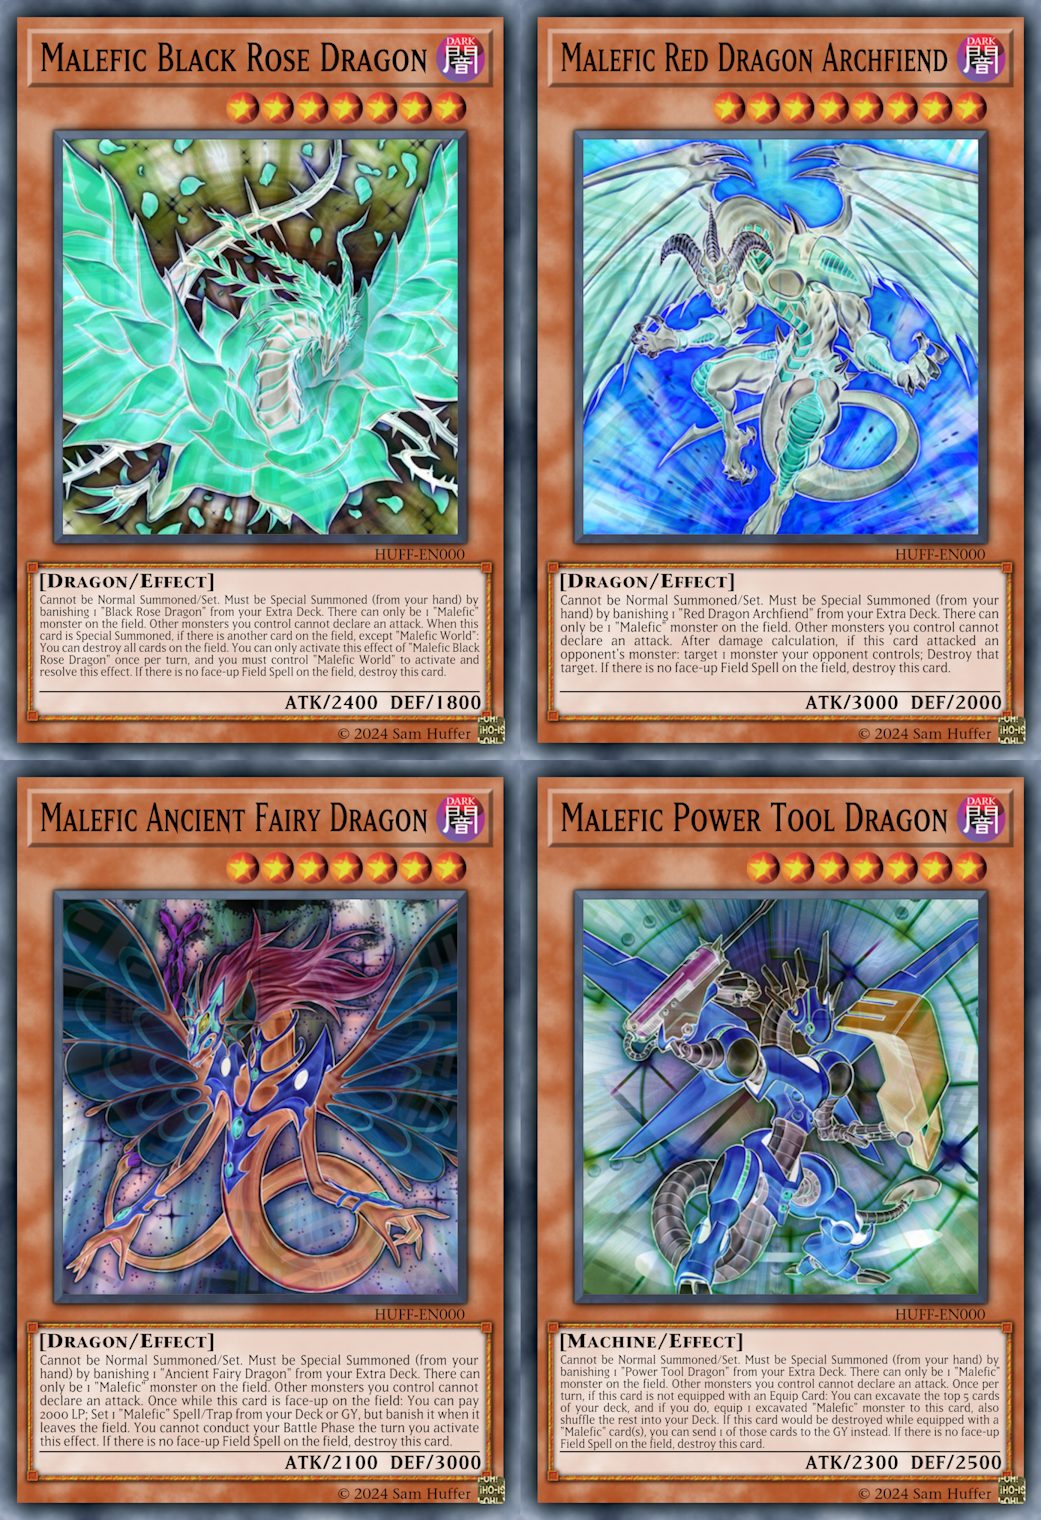 MALEFIC BLACK ROSE DRAGON
DARK
闇
HUFF-EN000
[DRAGON/EFFECT]
Cannot be Normal Summoned/Set. Must be Special Summoned (from your hand) by
banishing 1 "Black Rose Dragon" from your Extra Deck. There can only be 1 "Malefic"
monster on the field. Other monsters you control cannot declare an attack. When this
card is Special Summoned, if there is another card on the field, except "Malefic World":
You can destroy all cards on the field. You can only activate this effect of "Malefic Black
Rose Dragon" once per turn, and you must control "Malefic World" to activate and
resolve this effect. If there is no face-up Field Spell on the field, destroy this card.
ATK/2400 DEF/1800
© 2024 Sam Huffer
MALEFIC RED DRAGON ARCHFIEND
DARK
闇
HUFF-EN000
[DRAGON/EFFECT]
Cannot be Normal Summoned/Set. Must be Special Summoned (from your
hand) by banishing 1 "Red Dragon Archfiend" from your Extra Deck. There can
only be 1 "Malefic" monster on the field. Other monsters you control cannot
declare an attack. After damage calculation, if this card attacked an
opponent's monster: target 1 monster your opponent controls; Destroy that
target. If there is no face-up Field Spell on the field, destroy this card.
ATK/3000 DEF/2000
© 2024 Sam Huffer
MALEFIC ANCIENT FAIRY DRAGON
DARK
闇
HUFF-EN000
[DRAGON/EFFECT]
Cannot be Normal Summoned/Set. Must be Special Summoned (from your
hand) by banishing 1 "Ancient Fairy Dragon" from your Extra Deck. There can
only be 1 "Malefic" monster on the field. Other monsters you control cannot
declare an attack. Once while this card is face-up on the field: You can pay
2000 LP; Set 1 "Malefic" Spell/Trap from your Deck or GY, but banish it when it
leaves the field. You cannot conduct your Battle Phase the turn you activate
this effect. If there is no face-up Field Spell on the field, destroy this card.
ATK/2100 DEF/3000
© 2024 Sam Huffer
MALEFIC POWER TOOL DRAGON
DARK
闇
HUFF-EN000
[MACHINE/EFFECT]
Cannot be Normal Summoned/Set. Must be Special Summoned (from your hand) by
banishing 1 "Power Tool Dragon" from your Extra Deck. There can only be 1 "Malefic"
monster on the field. Other monsters you control cannot declare an attack. Once per
turn, if this card is not equipped with an Equip Card: You can excavate the top 5 cards
of your deck, and if you do, equip 1 excavated "Malefic" monster to this card, also
shuffle the rest into your Deck. If this card would be destroyed while equipped with a
"Malefic" card(s), you can send 1 of those cards to the GY instead. If there is no face-up
Field Spell on the field, destroy this card.
ATK/2300 DEF/2500
© 2024 Sam Huffer